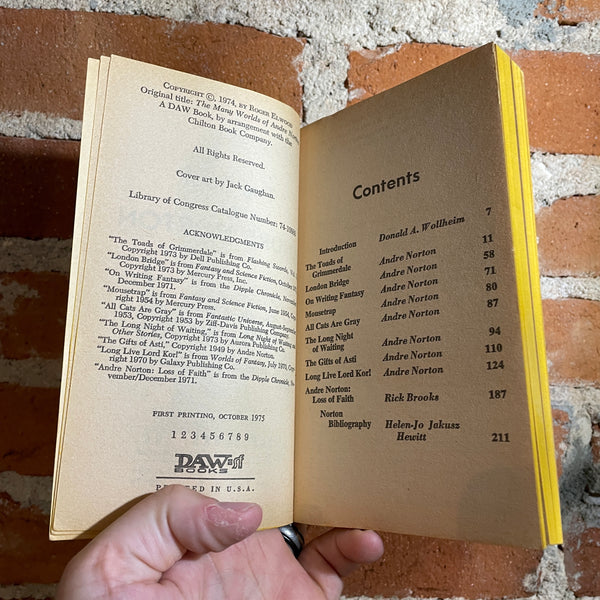 COPYRIGHT ©, 1974, BY ROGER ELWOOD
Original title: The Many Worlds of Andre
A DAW Book, by arrangement with the
Chilton Book Company.
All Rights Reserved.
Cover art by Jack Gaughan.
Library of Congress Catalogue Number:
ACKNOWLEDGMENTS
"The Toads of Grimmerdale" is from Flashing Swords,
Copyright 1973 by Dell Publishing Co.
"London Bridge" is from Fantasy and Science Fiction, October
1973 by Mercury Press, Inc.
"On Writing Fantasy" is from the Dipple Chronicle,
December 1971.
"Mousetrap" is from Fantasy and Science Fiction, June 1954,
right 1954 by Mercury Press.
"All Cats Are Gray" is from Fantastic Universe,
1953, Copyright 1953 by Ziff-Davis Publishing Company
"The Long Night of Waiting," is from Long Night of Waiting and
Other Stories, Copyright 1973 by Aurora Publishing Co.
"The Gifts of Asti," Copyright 1949 by Andre Norton.
"Long Live Lord Kor!" is from Worlds of Fantasy, July 1970,
right 1970 by Galaxy Publishing Co.
"Andre Norton: Loss of Faith" is from the Dipple Chronicle,
vember/December 1971.
FIRST PRINTING, OCTOBER 1975
1 2 3 4 5 6 7 8 9
DAW sf
BOOKS
PRINTED IN U.S.A.
Contents
Introduction Donald A. Wollheim 7
The Toads of
Grimmerdale Andre Norton 11
London Bridge Andre Norton 58
On Writing Fantasy Andre Norton 71
Mousetrap Andre Norton 80
All Cats Are Gray Andre Norton 87
The Long Night
of Waiting Andre Norton 94
The Gifts of Asti Andre Norton 110
Long Live Lord Kor! Andre Norton 124
Andre Norton:
Loss of Faith Rick Brooks 187
Norton
Bibliography Helen-Jo Jakusz
Hewitt 211